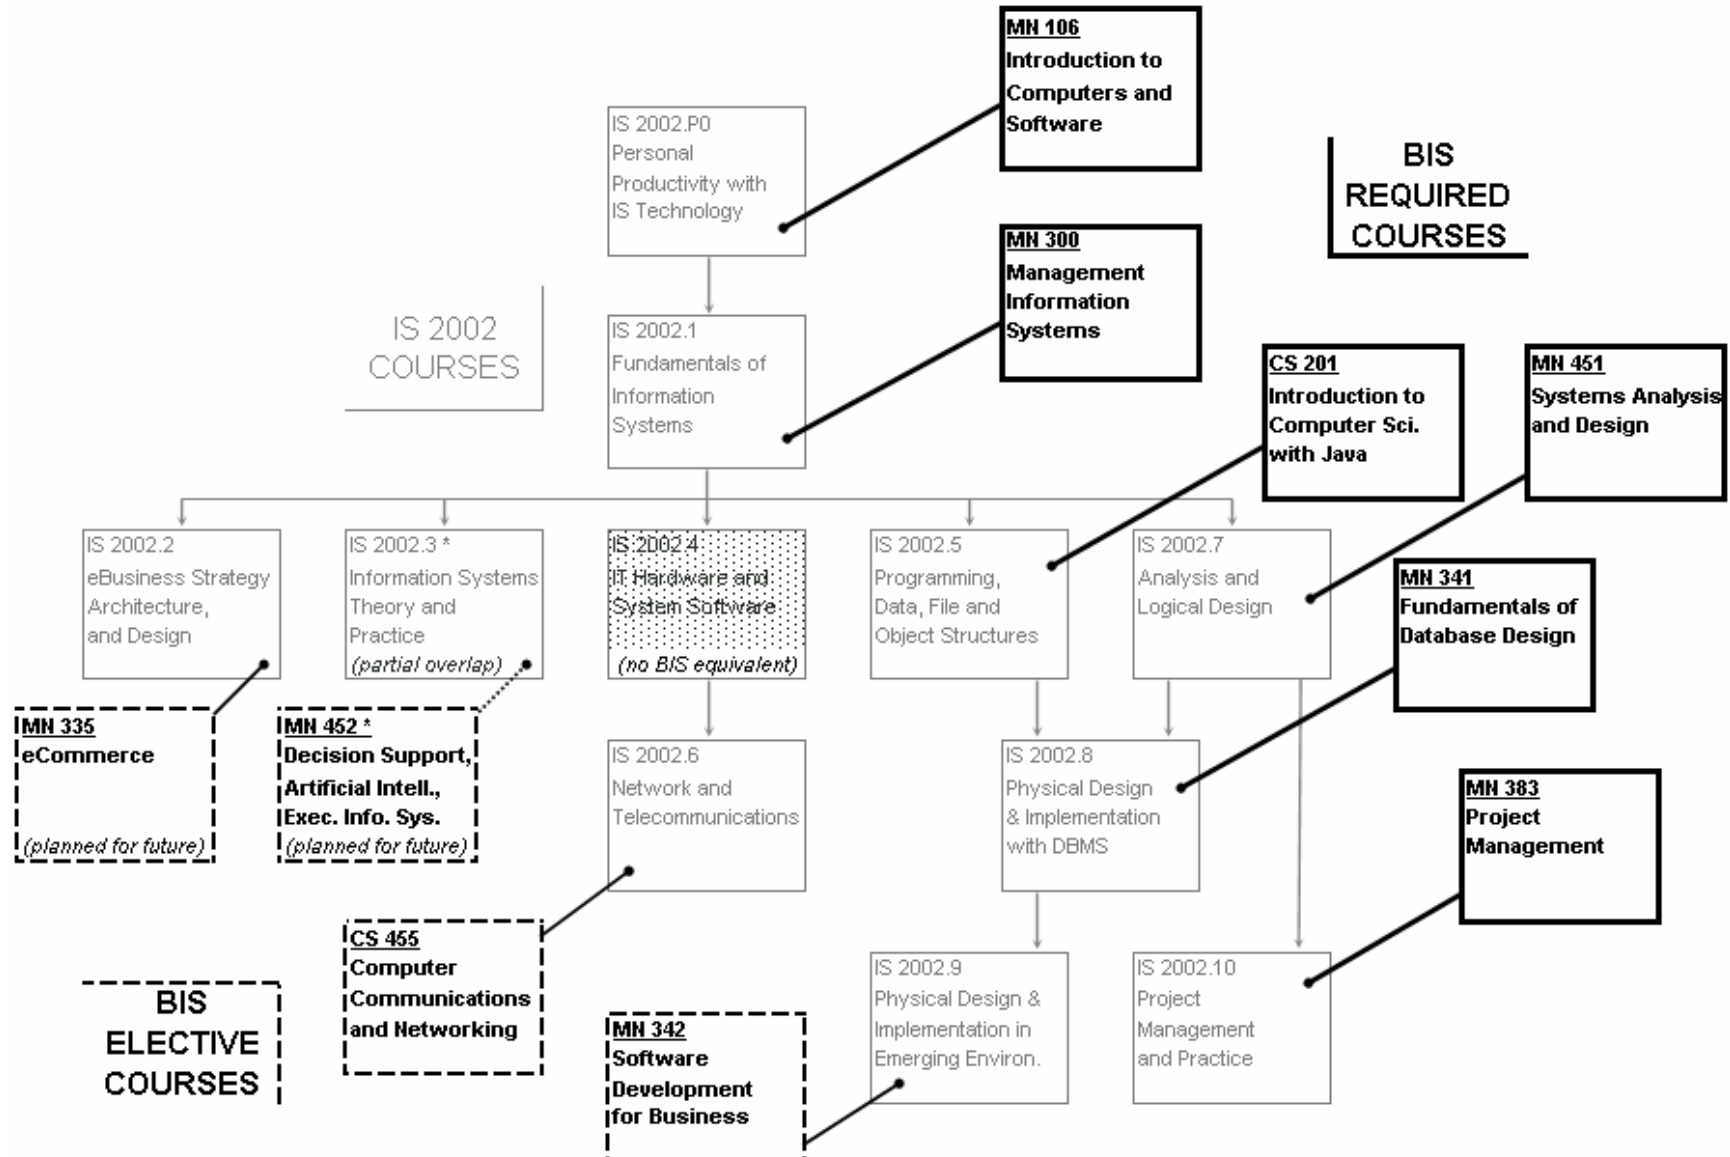 MN 106
Introduction to
Computers and
Software
IS 2002.P0
Personal
Productivity with
IS Technology
BIS
REQUIRED
COURSES
MN 300
Management
Information
Systems
IS 2002
COURSES
IS 2002.1
Fundamentals of
Information
Systems
CS 201
Introduction to
Computer Sci.
with Java
MN 451
Systems Analysis
and Design
IS 2002.2
eBusiness Strategy
Architecture,
and Design
IS 2002.3 *
Information Systems
Theory and
Practice
(partial overlap)
IS 2002.4
IT Hardware and
System Software
(no BIS equivalent)
IS 2002.5
Programming,
Data, File and
Object Structures
IS 2002.7
Analysis and
Logical Design
MN 341
Fundamentals of
Database Design
MN 335
eCommerce
(planned for future)
MN 452 *
Decision Support,
Artificial Intell.,
Exec. Info. Sys.
(planned for future)
IS 2002.6
Network and
Telecommunications
IS 2002.8
Physical Design
& Implementation
with DBMS
MN 383
Project
Management
CS 455
Computer
Communications
and Networking
IS 2002.9
Physical Design &
Implementation in
Emerging Environ.
IS 2002.10
Project
Management
and Practice
BIS
ELECTIVE
COURSES
MN 342
Software
Development
for Business